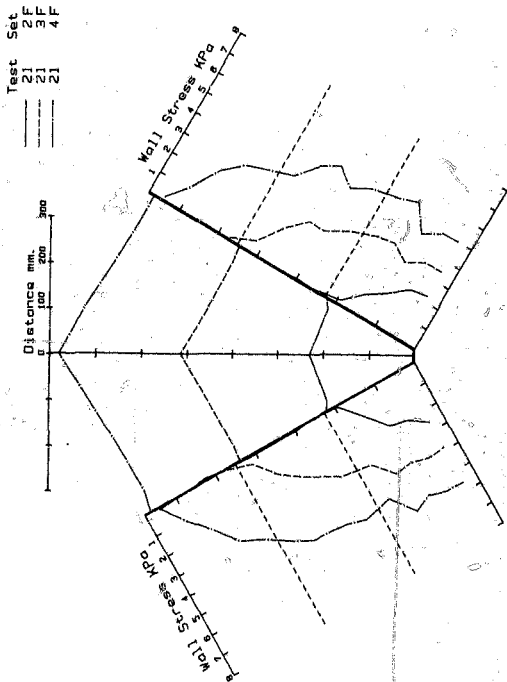 Test Set
21 2F
21 3F
21 4F
Distance mm.
0 100 200 300
Wall Stress KPa
1 2 3 4 5 6 7 8
Wall Stress KPa
1 2 3 4 5 6 7 8